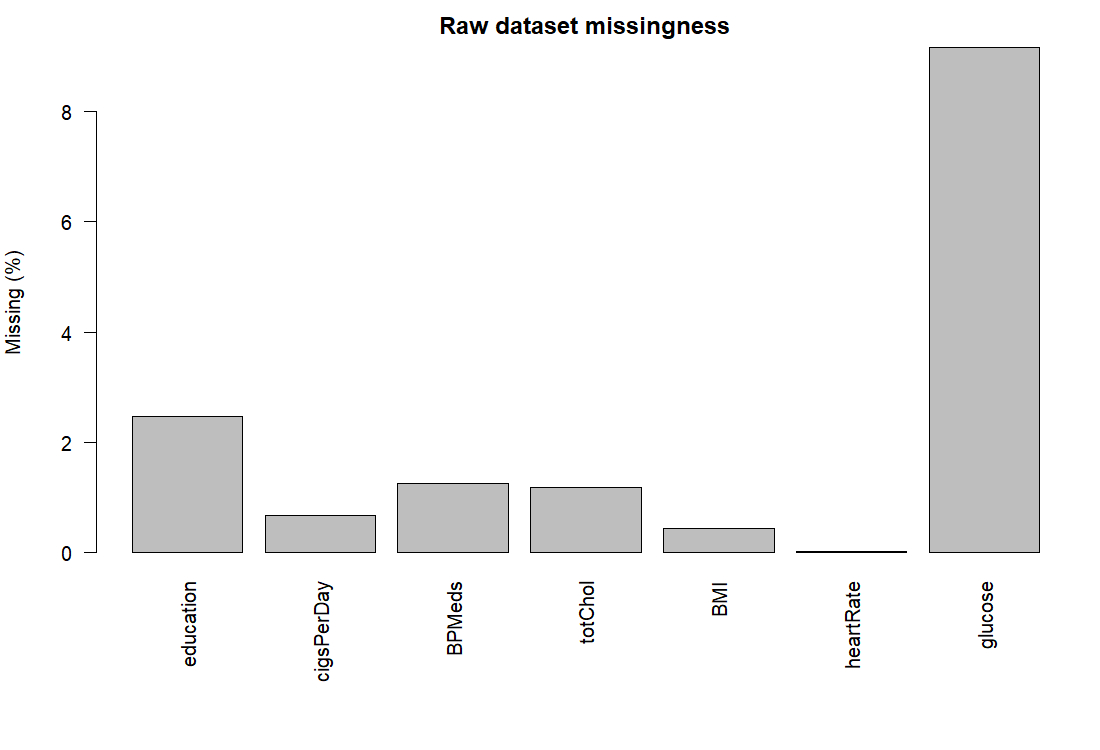 Raw dataset missingness
Missing (%)
8
6
4
2
0
education
cigsPerDay
BPMeds
totChol
BMI
heartRate
glucose